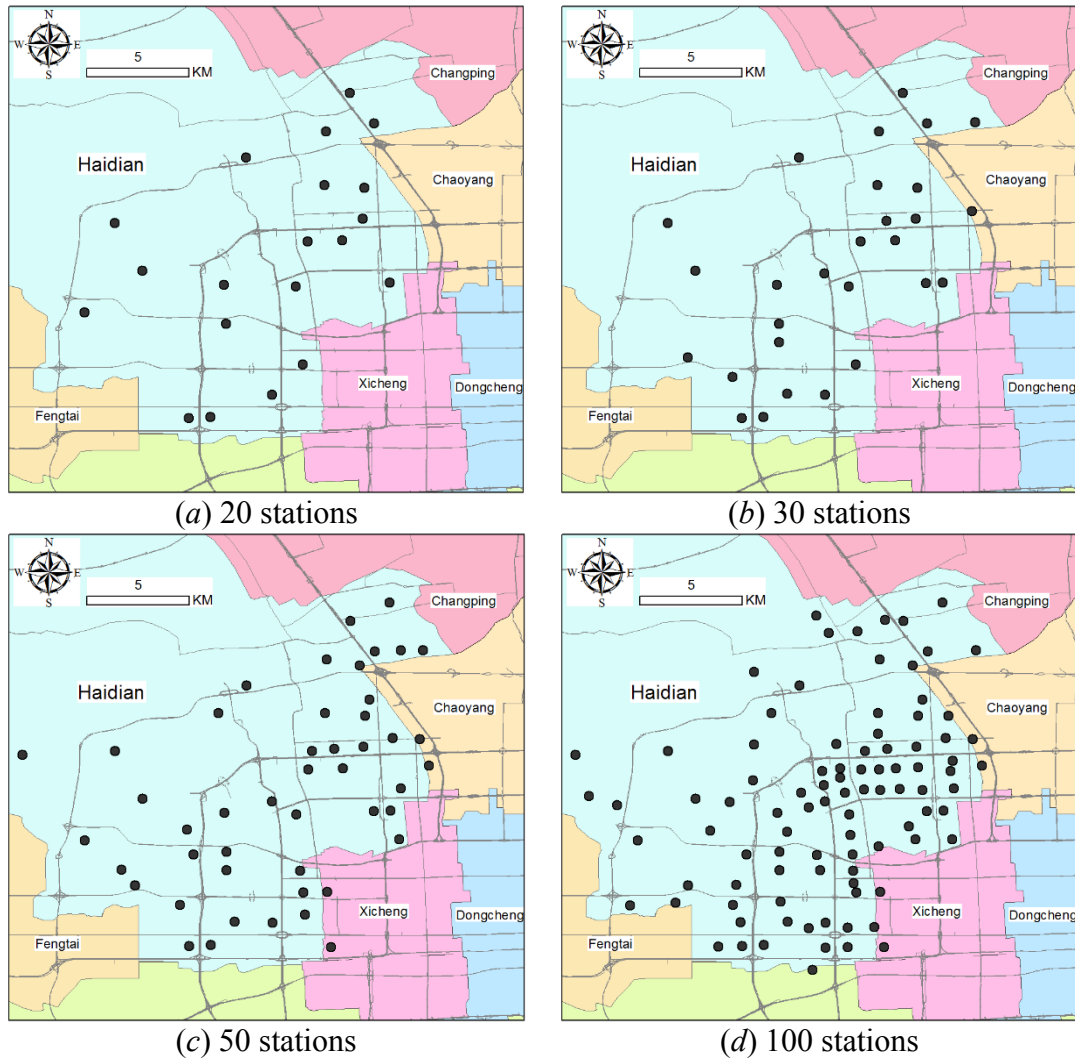 N
W E
S
5
KM
Changping
Haidian
Chaoyang
Xicheng
Dongcheng
Fengtai
(a) 20 stations
N
W E
S
5
KM
Changping
Haidian
Chaoyang
Xicheng
Dongcheng
Fengtai
(b) 30 stations
N
W E
S
5
KM
Changping
Haidian
Chaoyang
Xicheng
Dongcheng
Fengtai
(c) 50 stations
N
W E
S
5
KM
Changping
Haidian
Chaoyang
Xicheng
Dongcheng
Fengtai
(d) 100 stations